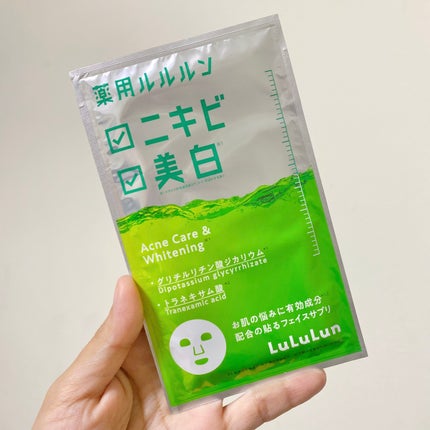 薬用ルルルン
ニキビ
美白
Acne Care &
Whitening
・グリチルリチン酸ジカリウム
Dipotassium glycyrrhizate
・トラネキサム酸
Tranexamic acid
お肌の悩みに有効成分
配合の貼るフェイスサプリ
LuLuLun